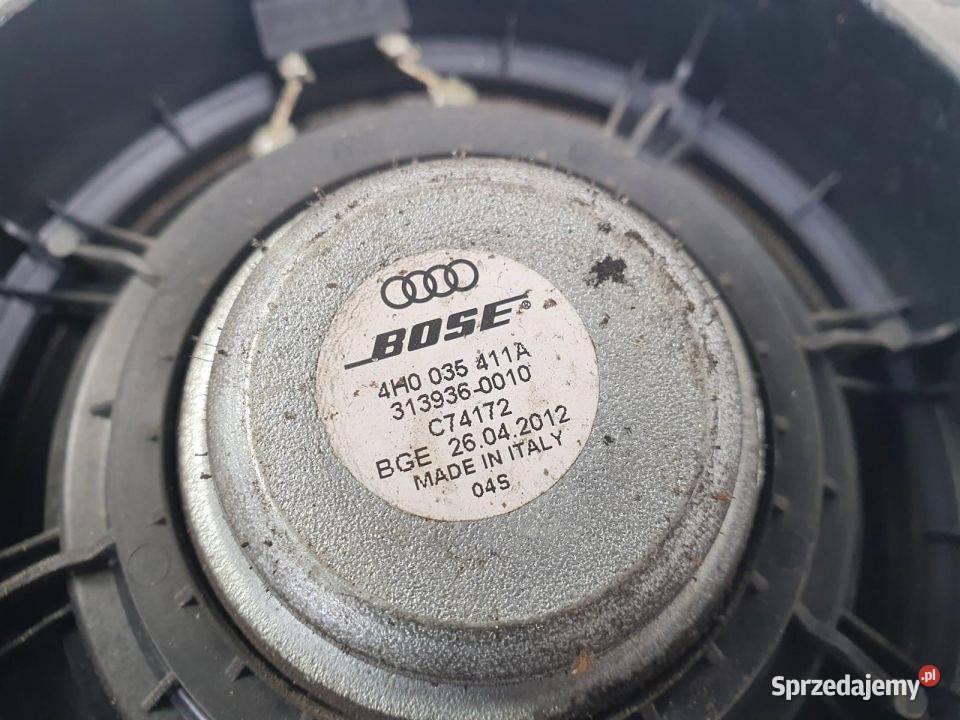 BOSE®
4H0 035 411A
313936-0010
C74172
BGE 26.04.2012
MADE IN ITALY
04S
Sprzedajemy.pl